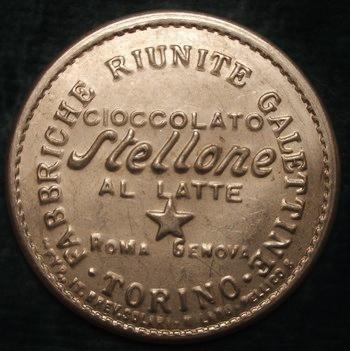 FABBRICHE RIUNITE GALETTINE
CIOCCOLATO
Stellone
AL LATTE
ROMA GENOVA
· TORINO ·